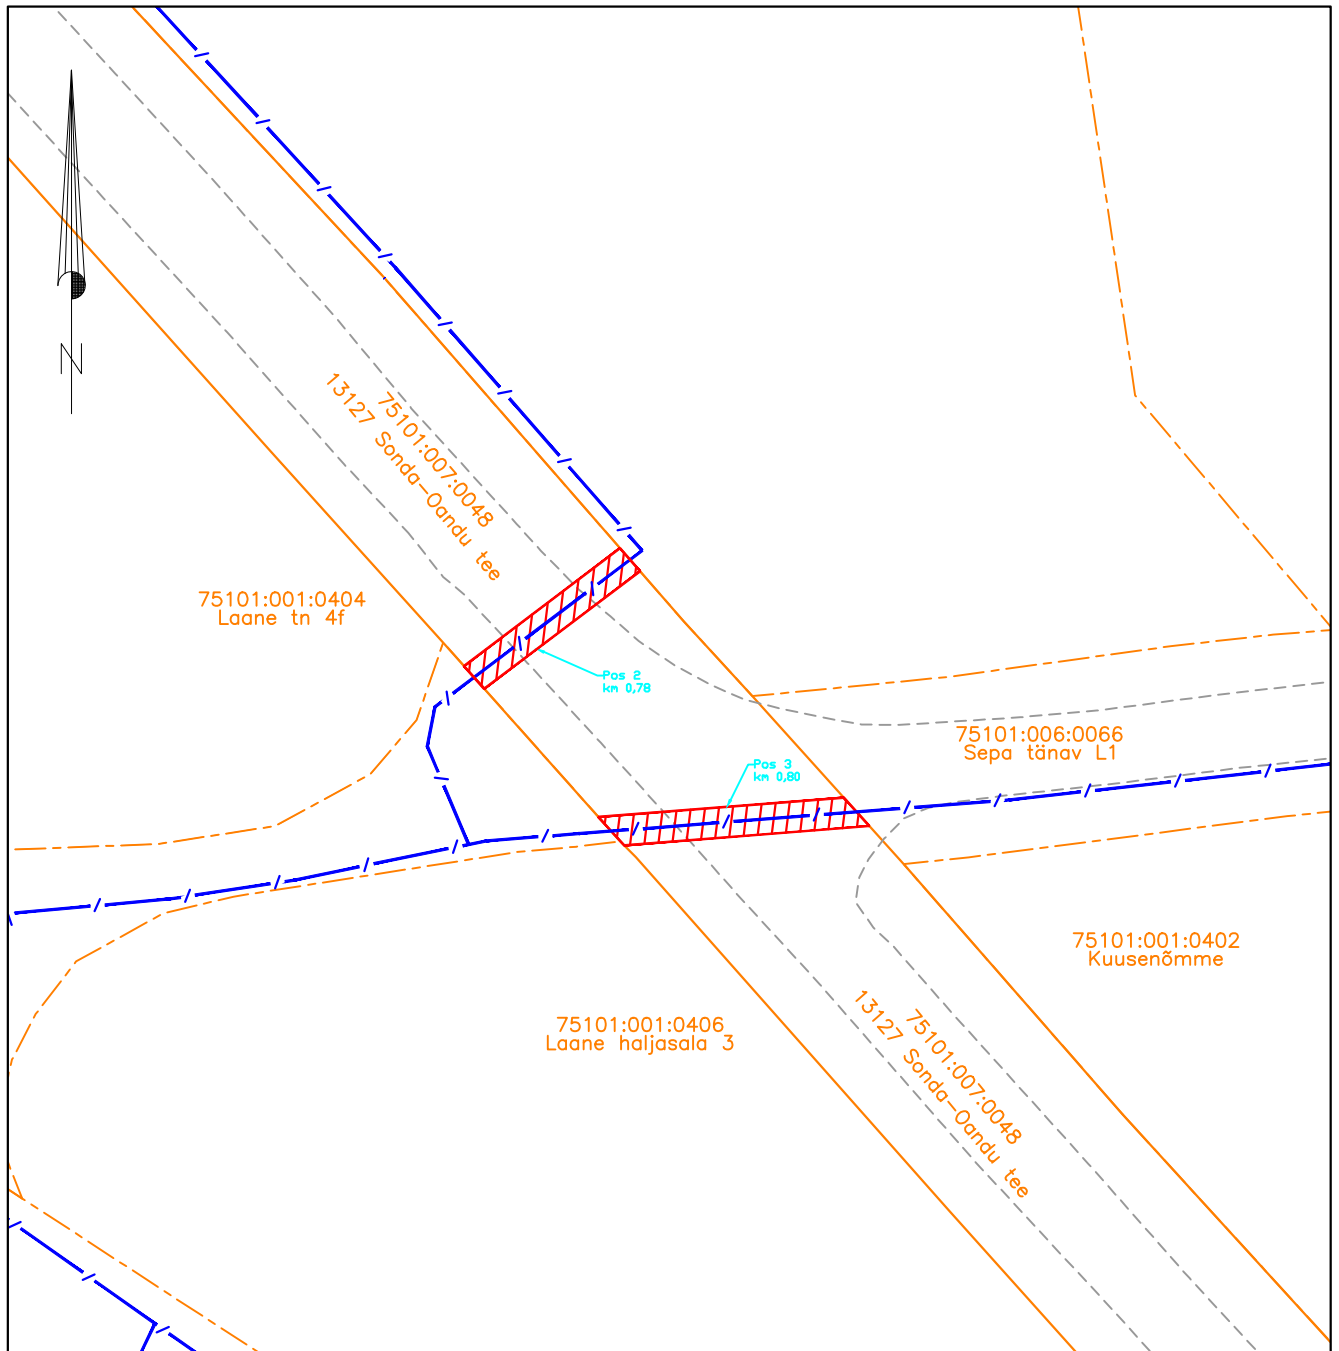 N
75101:007:0048
13127 Sonda-Oandu tee
75101:001:0404
Laane tn 4f
Pos 2
km 0,78
75101:006:0066
Sepa tänav L1
Pos 3
km 0,80
75101:001:0402
Kuusenõmme
75101:001:0406
Laane haljasala 3
75101:007:0048
13127 Sonda-Oandu tee